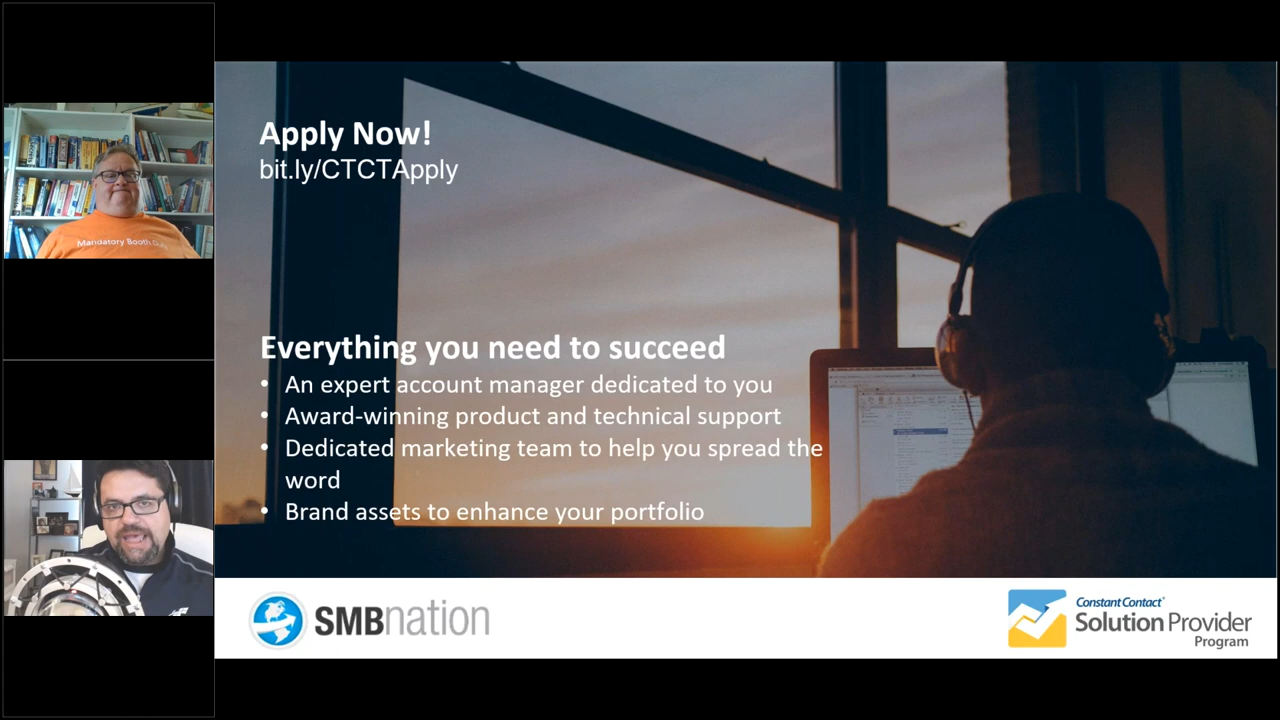 Apply Now!
bit.ly/CTCTApply
Mandatory Booth
Everything you need to succeed
• An expert account manager dedicated to you
• Award-winning product and technical support
• Dedicated marketing team to help you spread the
word
• Brand assets to enhance your portfolio
SMBnation
Constant Contact®
Solution Provider
Program